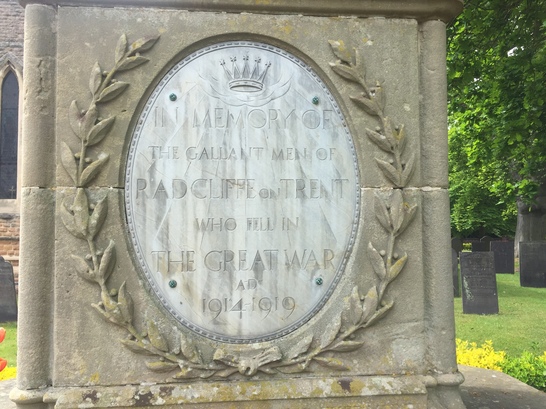 IN MEMORY OF
THE GALLANT MEN OF
RADCLIFFE on TRENT
WHO FELL IN
THE GREAT WAR
AD
1914-1919